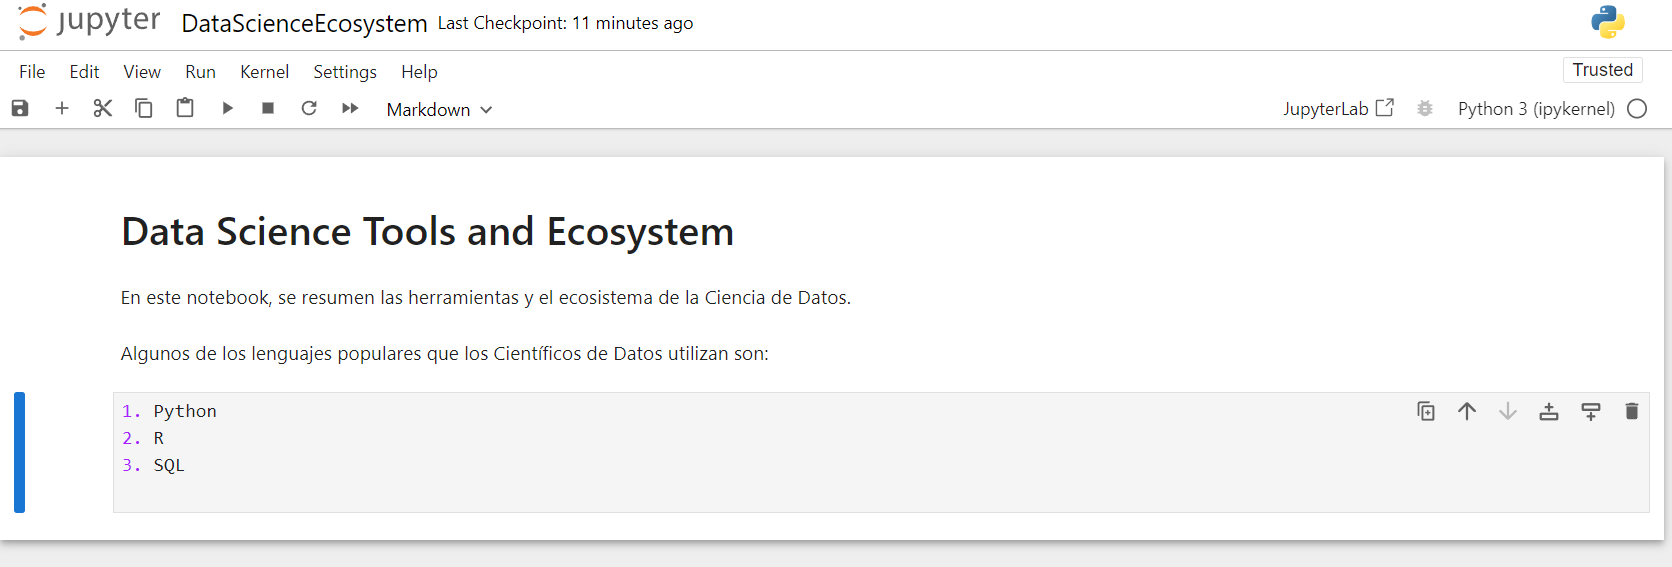 jupyter DataScienceEcosystem Last Checkpoint: 11 minutes ago
File Edit View Run Kernel Settings Help
Trusted
Markdown
JupyterLab Python 3 (ipykernel)
Data Science Tools and Ecosystem
En este notebook, se resumen las herramientas y el ecosistema de la Ciencia de Datos.
Algunos de los lenguajes populares que los Científicos de Datos utilizan son:
1. Python
2. R
3. SQL